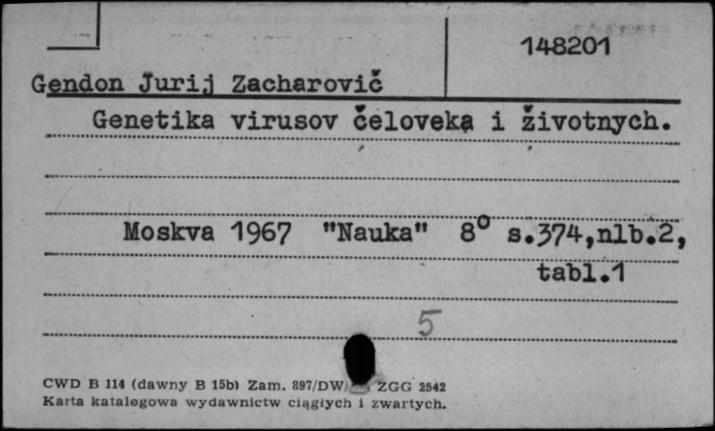 148201
Gendon Jurij Zacharovič
Genetika virusov čeloveka i životnych.
Moskva 1967 "Nauka" 8° s.374,nlb.2,
tabl.1
5
CWD B 114 (dawny B 15b) Zam. 897/DW/ ZGG 2542
Karta katalogowa wydawnictw ciągłych i zwartych.